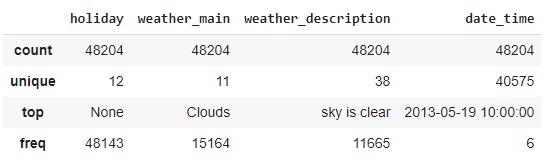 holiday weather_main weather_description date_time
count 48204 48204 48204 48204
unique 12 11 38 40575
top None Clouds sky is clear 2013-05-19 10:00:00
freq 48143 15164 11665 6